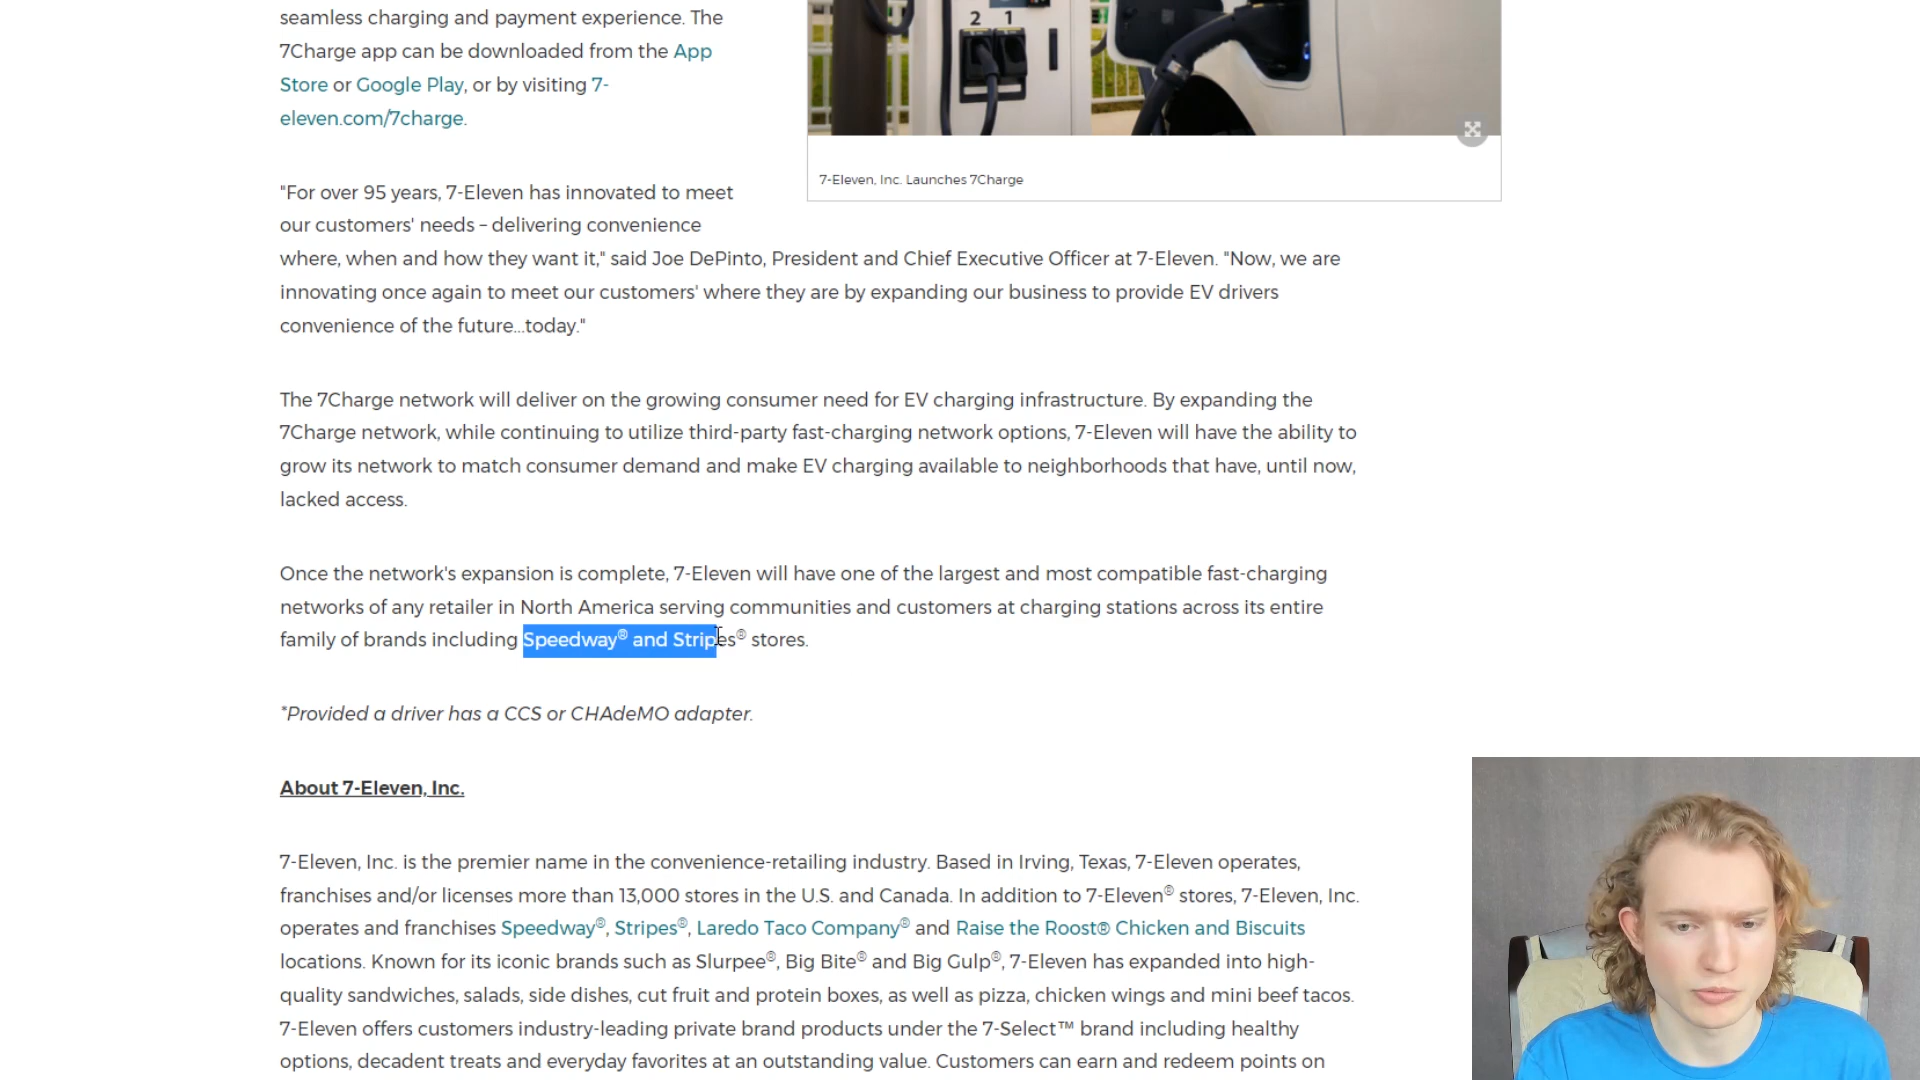 seamless charging and payment experience. The
7Charge app can be downloaded from the App
Store or Google Play, or by visiting 7-
eleven.com/7charge.
2 1
7-Eleven, Inc. Launches 7Charge
"For over 95 years, 7-Eleven has innovated to meet
our customers' needs – delivering convenience
where, when and how they want it," said Joe DePinto, President and Chief Executive Officer at 7-Eleven. "Now, we are
innovating once again to meet our customers' where they are by expanding our business to provide EV drivers
convenience of the future...today."
The 7Charge network will deliver on the growing consumer need for EV charging infrastructure. By expanding the
7Charge network, while continuing to utilize third-party fast-charging network options, 7-Eleven will have the ability to
grow its network to match consumer demand and make EV charging available to neighborhoods that have, until now,
lacked access.
Once the network's expansion is complete, 7-Eleven will have one of the largest and most compatible fast-charging
networks of any retailer in North America serving communities and customers at charging stations across its entire
family of brands including Speedway® and Stripes® stores.
*Provided a driver has a CCS or CHAdeMO adapter.
About 7-Eleven, Inc.
7-Eleven, Inc. is the premier name in the convenience-retailing industry. Based in Irving, Texas, 7-Eleven operates,
franchises and/or licenses more than 13,000 stores in the U.S. and Canada. In addition to 7-Eleven® stores, 7-Eleven, Inc.
operates and franchises Speedway®, Stripes®, Laredo Taco Company® and Raise the Roost® Chicken and Biscuits
locations. Known for its iconic brands such as Slurpee®, Big Bite® and Big Gulp®, 7-Eleven has expanded into high-
quality sandwiches, salads, side dishes, cut fruit and protein boxes, as well as pizza, chicken wings and mini beef tacos.
7-Eleven offers customers industry-leading private brand products under the 7-Select™ brand including healthy
options, decadent treats and everyday favorites at an outstanding value. Customers can earn and redeem points on